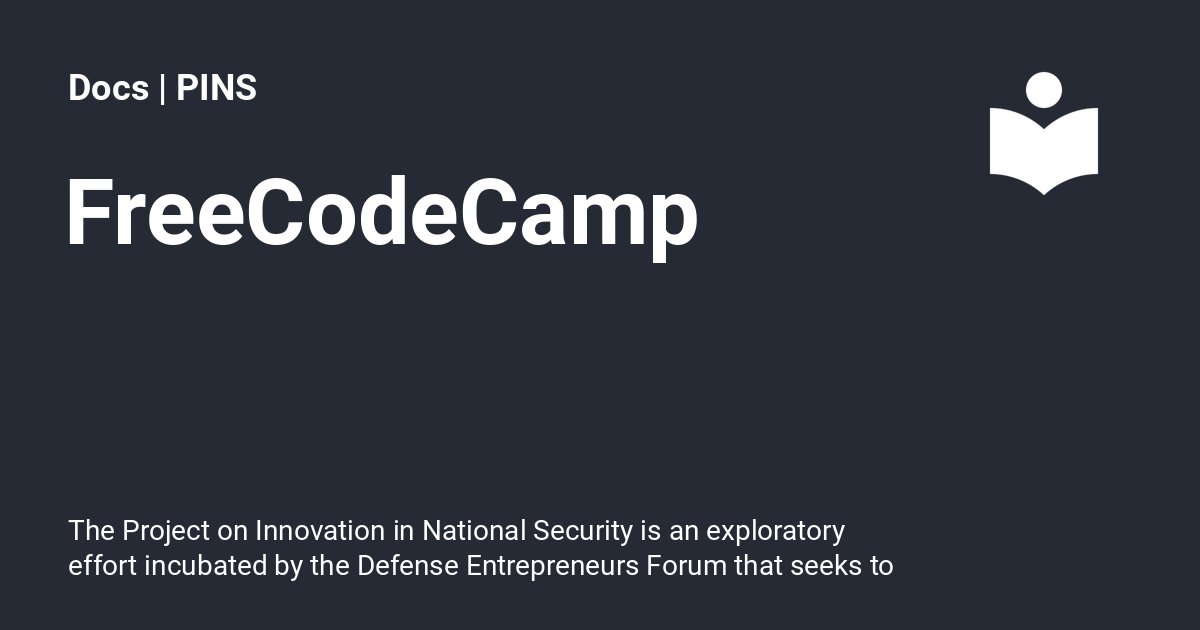 Docs | PINS
FreeCodeCamp
The Project on Innovation in National Security is an exploratory
effort incubated by the Defense Entrepreneurs Forum that seeks to